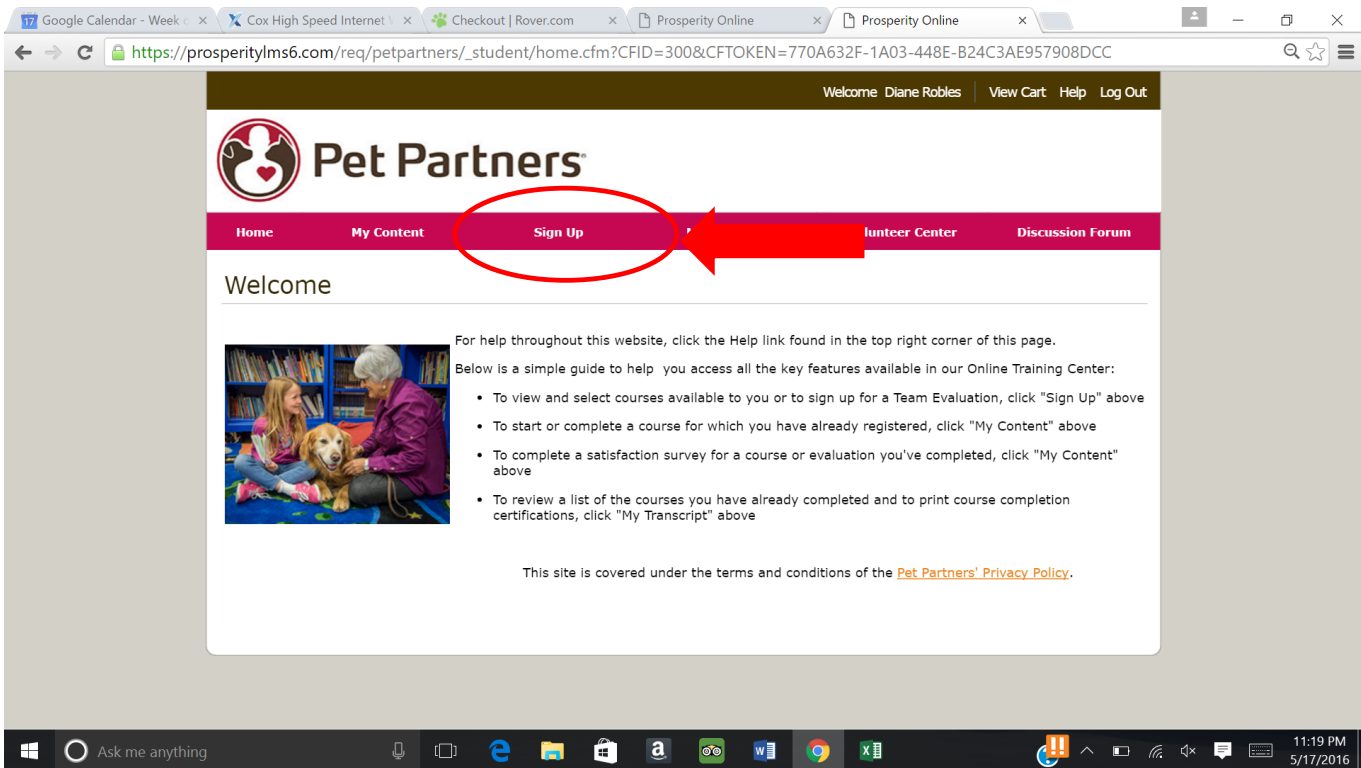 17 Google Calendar - Week o
Cox High Speed Internet
Checkout | Rover.com
Prosperity Online
Prosperity Online
https://prosperitylms6.com/req/petpartners/_student/home.cfm?CFID=300&CFTOKEN=770A632F-1A03-448E-B24C3AE957908DCC
Welcome Diane Robles View Cart Help Log Out
Pet Partners
Home My Content Sign Up Center Discussion Forum
Welcome
For help throughout this website, click the Help link found in the top right corner of this page.
Below is a simple guide to help you access all the key features available in our Online Training Center:
• To view and select courses available to you or to sign up for a Team Evaluation, click "Sign Up" above
• To start or complete a course for which you have already registered, click "My Content" above
• To complete a satisfaction survey for a course or evaluation you've completed, click "My Content"
above
• To review a list of the courses you have already completed and to print course completion
certifications, click "My Transcript" above
This site is covered under the terms and conditions of the Pet Partners' Privacy Policy.
Ask me anything
11:19 PM
5/17/2016